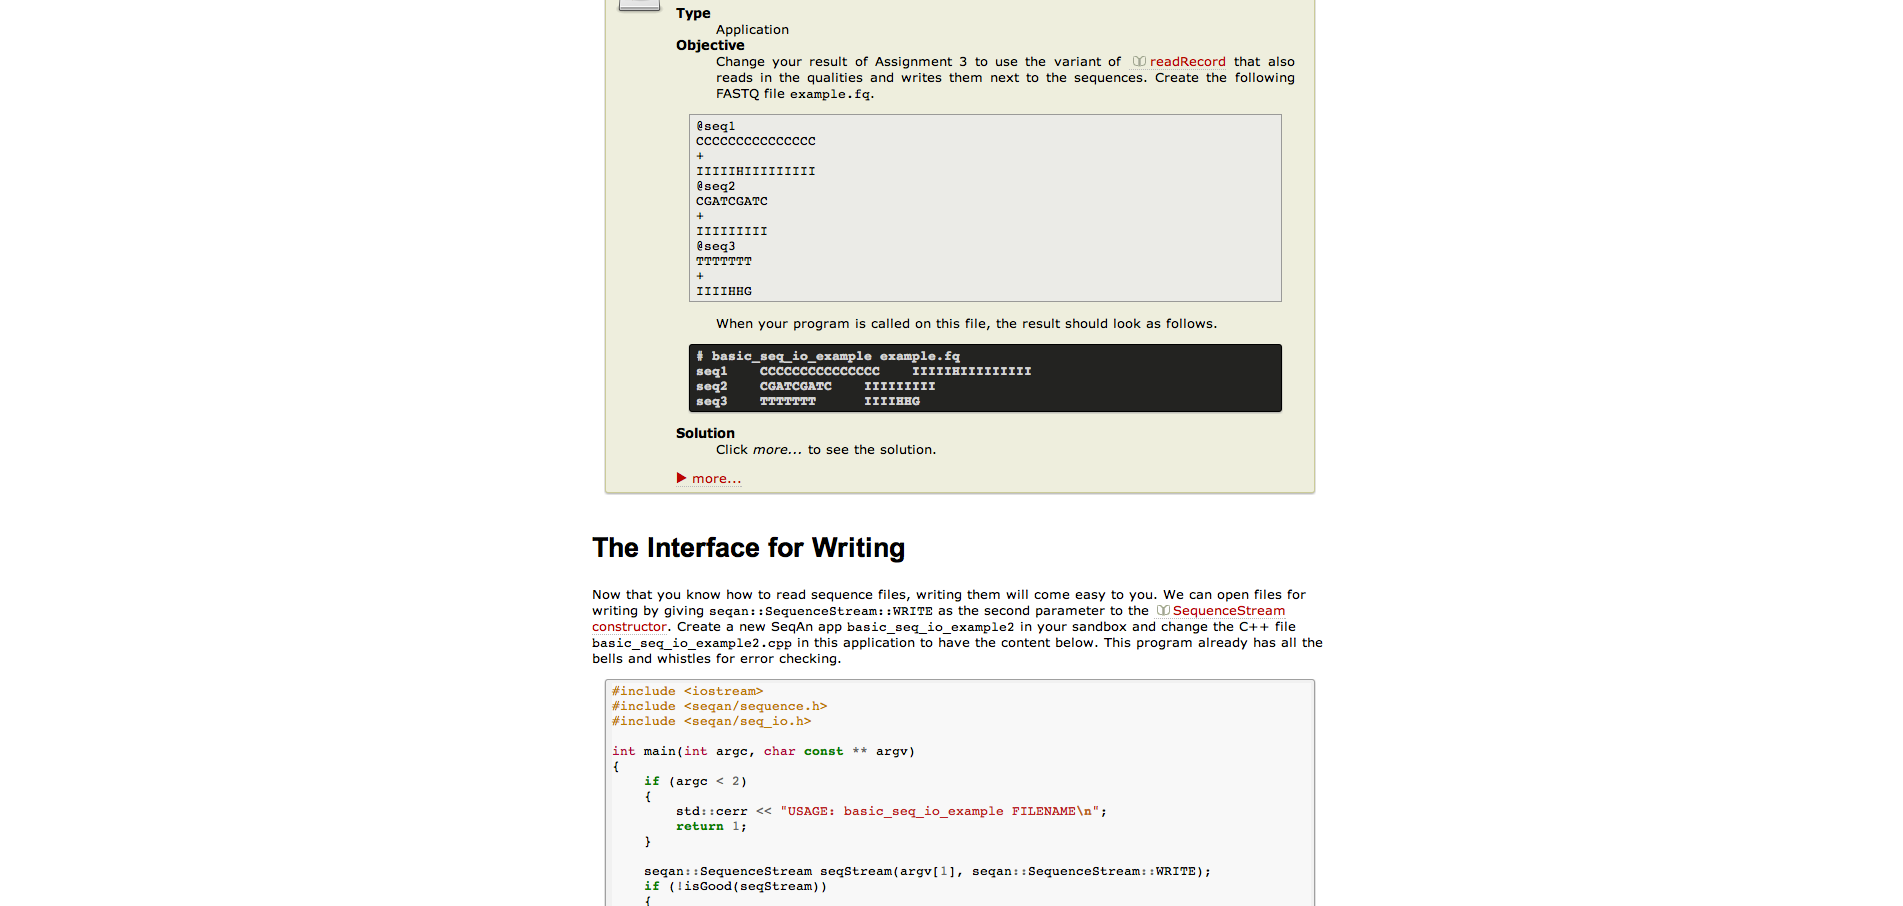 Type
Application
Objective
Change your result of Assignment 3 to use the variant of readRecord that also
reads in the qualities and writes them next to the sequences. Create the following
FASTQ file example.fq.
@seq1
CCCCCCCCCCCCCCC
+
IIIIIHIIIIIIIII
@seq2
CGATCGATC
+
IIIIIIIII
@seq3
TTTTTTT
+
IIIIHHG
When your program is called on this file, the result should look as follows.
# basic_seq_io_example example.fq
seq1    CCCCCCCCCCCCCCC    IIIIIHIIIIIIIII
seq2    CGATCGATC    IIIIIIIII
seq3    TTTTTTT      IIIIHHG
Solution
Click more... to see the solution.
more...
The Interface for Writing
Now that you know how to read sequence files, writing them will come easy to you. We can open files for
writing by giving seqan::SequenceStream::WRITE as the second parameter to the SequenceStream
constructor. Create a new SeqAn app basic_seq_io_example2 in your sandbox and change the C++ file
basic_seq_io_example2.cpp in this application to have the content below. This program already has all the
bells and whistles for error checking.
#include <iostream>
#include <seqan/sequence.h>
#include <seqan/seq_io.h>
int main(int argc, char const ** argv)
{
    if (argc < 2)
    {
        std::cerr << "USAGE: basic_seq_io_example FILENAME\n";
        return 1;
    }
    seqan::SequenceStream seqStream(argv[1], seqan::SequenceStream::WRITE);
    if (!isGood(seqStream))
    {